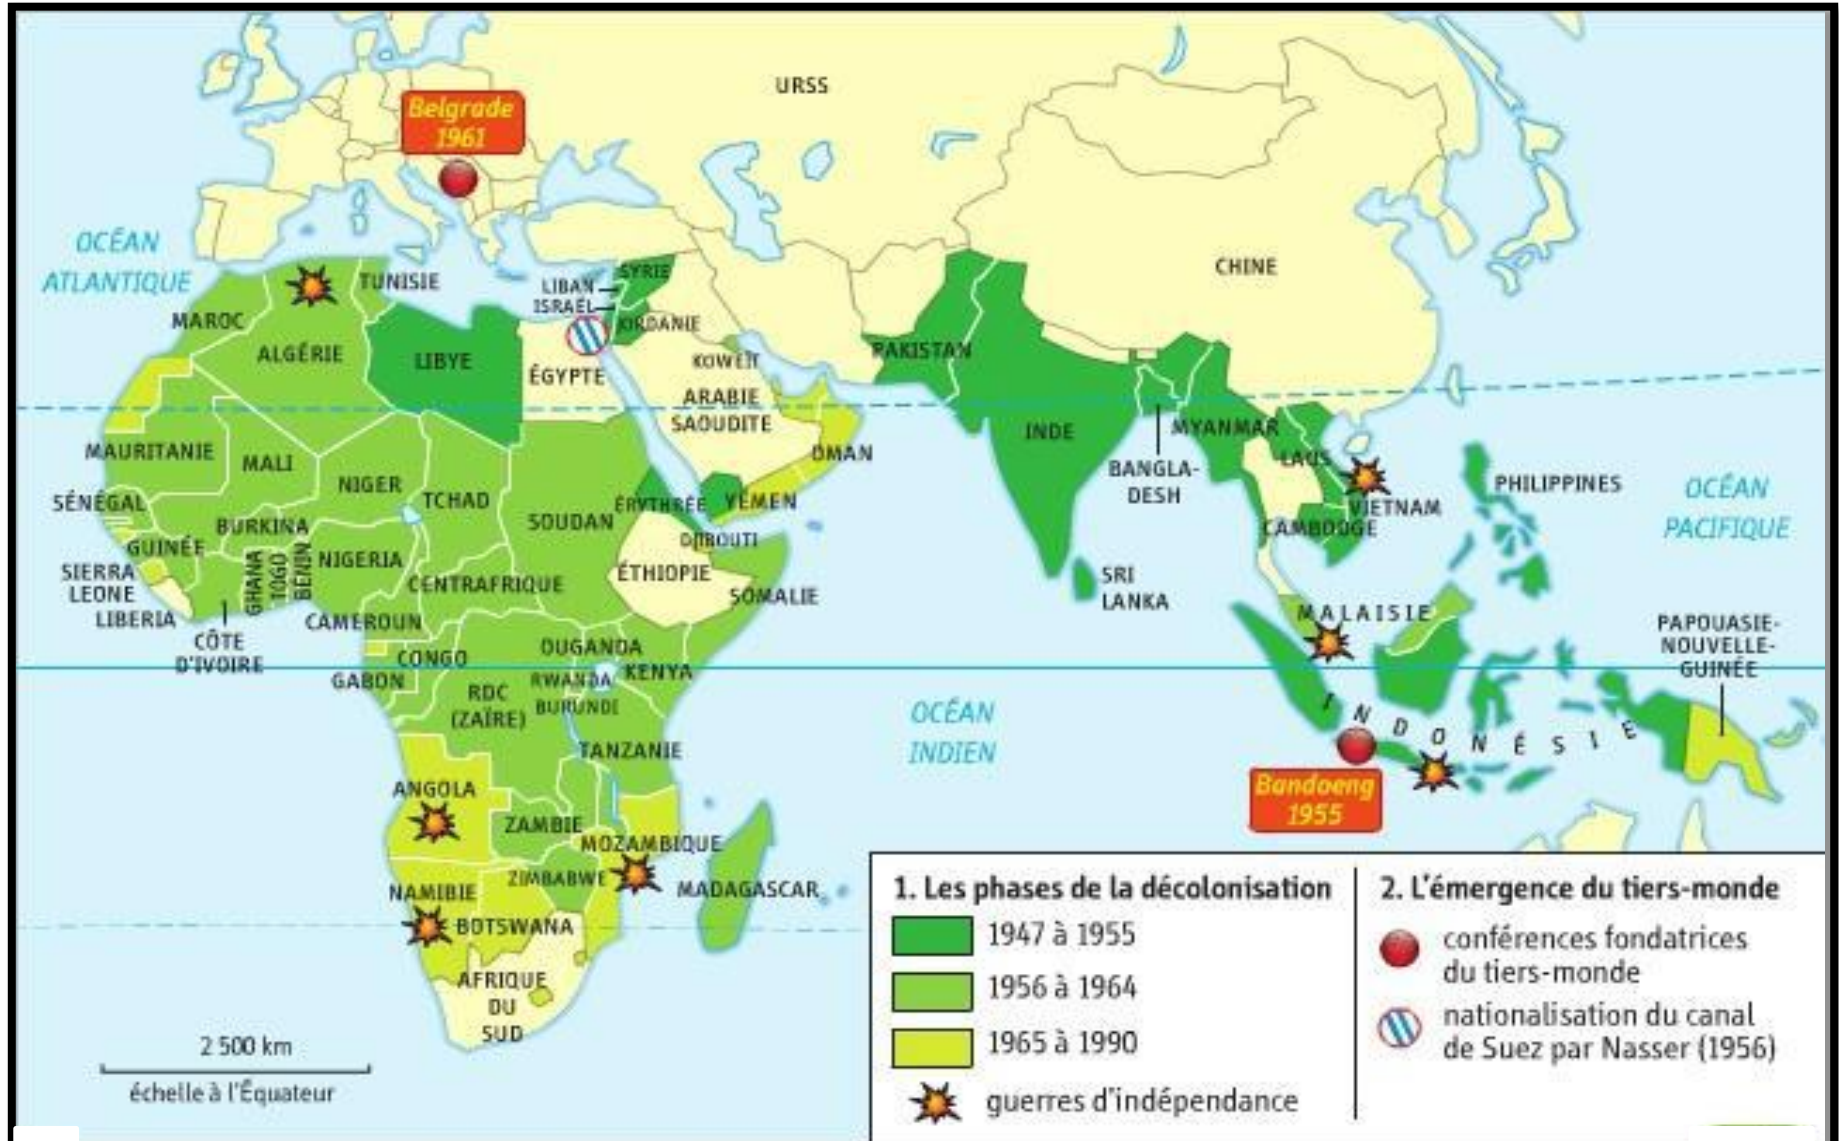 URSS
Belgrade
1961
OCÉAN
ATLANTIQUE
TUNISIE
MAROC
ALGÉRIE
LIBYE
ÉGYPTE
SYRIE
LIBAN
ISRAËL
JORDANIE
KOWEÏT
ARABIE
SAOUDITE
OMAN
YÉMEN
PAKISTAN
CHINE
INDE
BANGLA-
DESH
MYANMAR
LAOS
VIETNAM
CAMBODGE
PHILIPPINES
OCÉAN
PACIFIQUE
SRI
LANKA
MALAISIE
INDONÉSIE
PAPOUASIE-
NOUVELLE-
GUINÉE
Bandoeng
1955
OCÉAN
INDIEN
MAURITANIE
MALI
NIGER
TCHAD
SOUDAN
ÉRYTHRÉE
DJIBOUTI
ÉTHIOPIE
SOMALIE
SÉNÉGAL
GUINÉE
BURKINA
SIERRA
LEONE
LIBERIA
CÔTE
D'IVOIRE
GHANA
TOGO
BÉNIN
NIGERIA
CENTRAFRIQUE
CAMEROUN
GABON
CONGO
RDC
(ZAÏRE)
OUGANDA
KENYA
RWANDA
BURUNDI
TANZANIE
ANGOLA
ZAMBIE
MOZAMBIQUE
ZIMBABWE
MADAGASCAR
NAMIBIE
BOTSWANA
AFRIQUE
DU
SUD
2 500 km
échelle à l'Équateur
1. Les phases de la décolonisation
1947 à 1955
1956 à 1964
1965 à 1990
guerres d'indépendance
2. L'émergence du tiers-monde
conférences fondatrices
du tiers-monde
nationalisation du canal
de Suez par Nasser (1956)